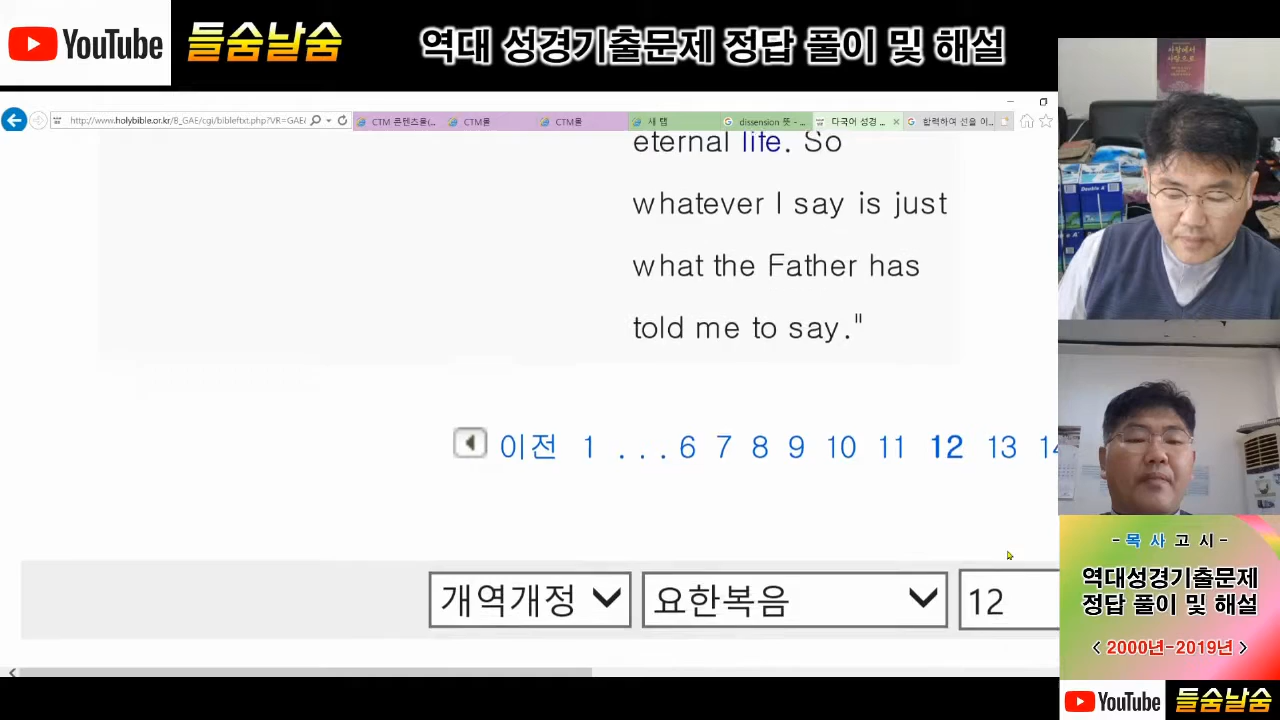 YouTube 들숨날숨 역대 성경기출문제 정답 풀이 및 해설
http://www.holybible.or.kr/B_GAE/cgi/bibleftxt.php?VR=GAE/ CTM 콘텐츠몰(... CTM몰 CTM몰 새 탭 dissension 뜻 - ... 다국어 성경 ... 합력하여 선을 이...
eternal life. So
whatever I say is just
what the Father has
told me to say."
이전 1 ... 6 7 8 9 10 11 12 13 14
개역개정 요한복음 12
사랑으로
Double A
- 목사고시 -
역대성경기출문제
정답 풀이 및 해설
< 2000년-2019년 >
YouTube 들숨날숨